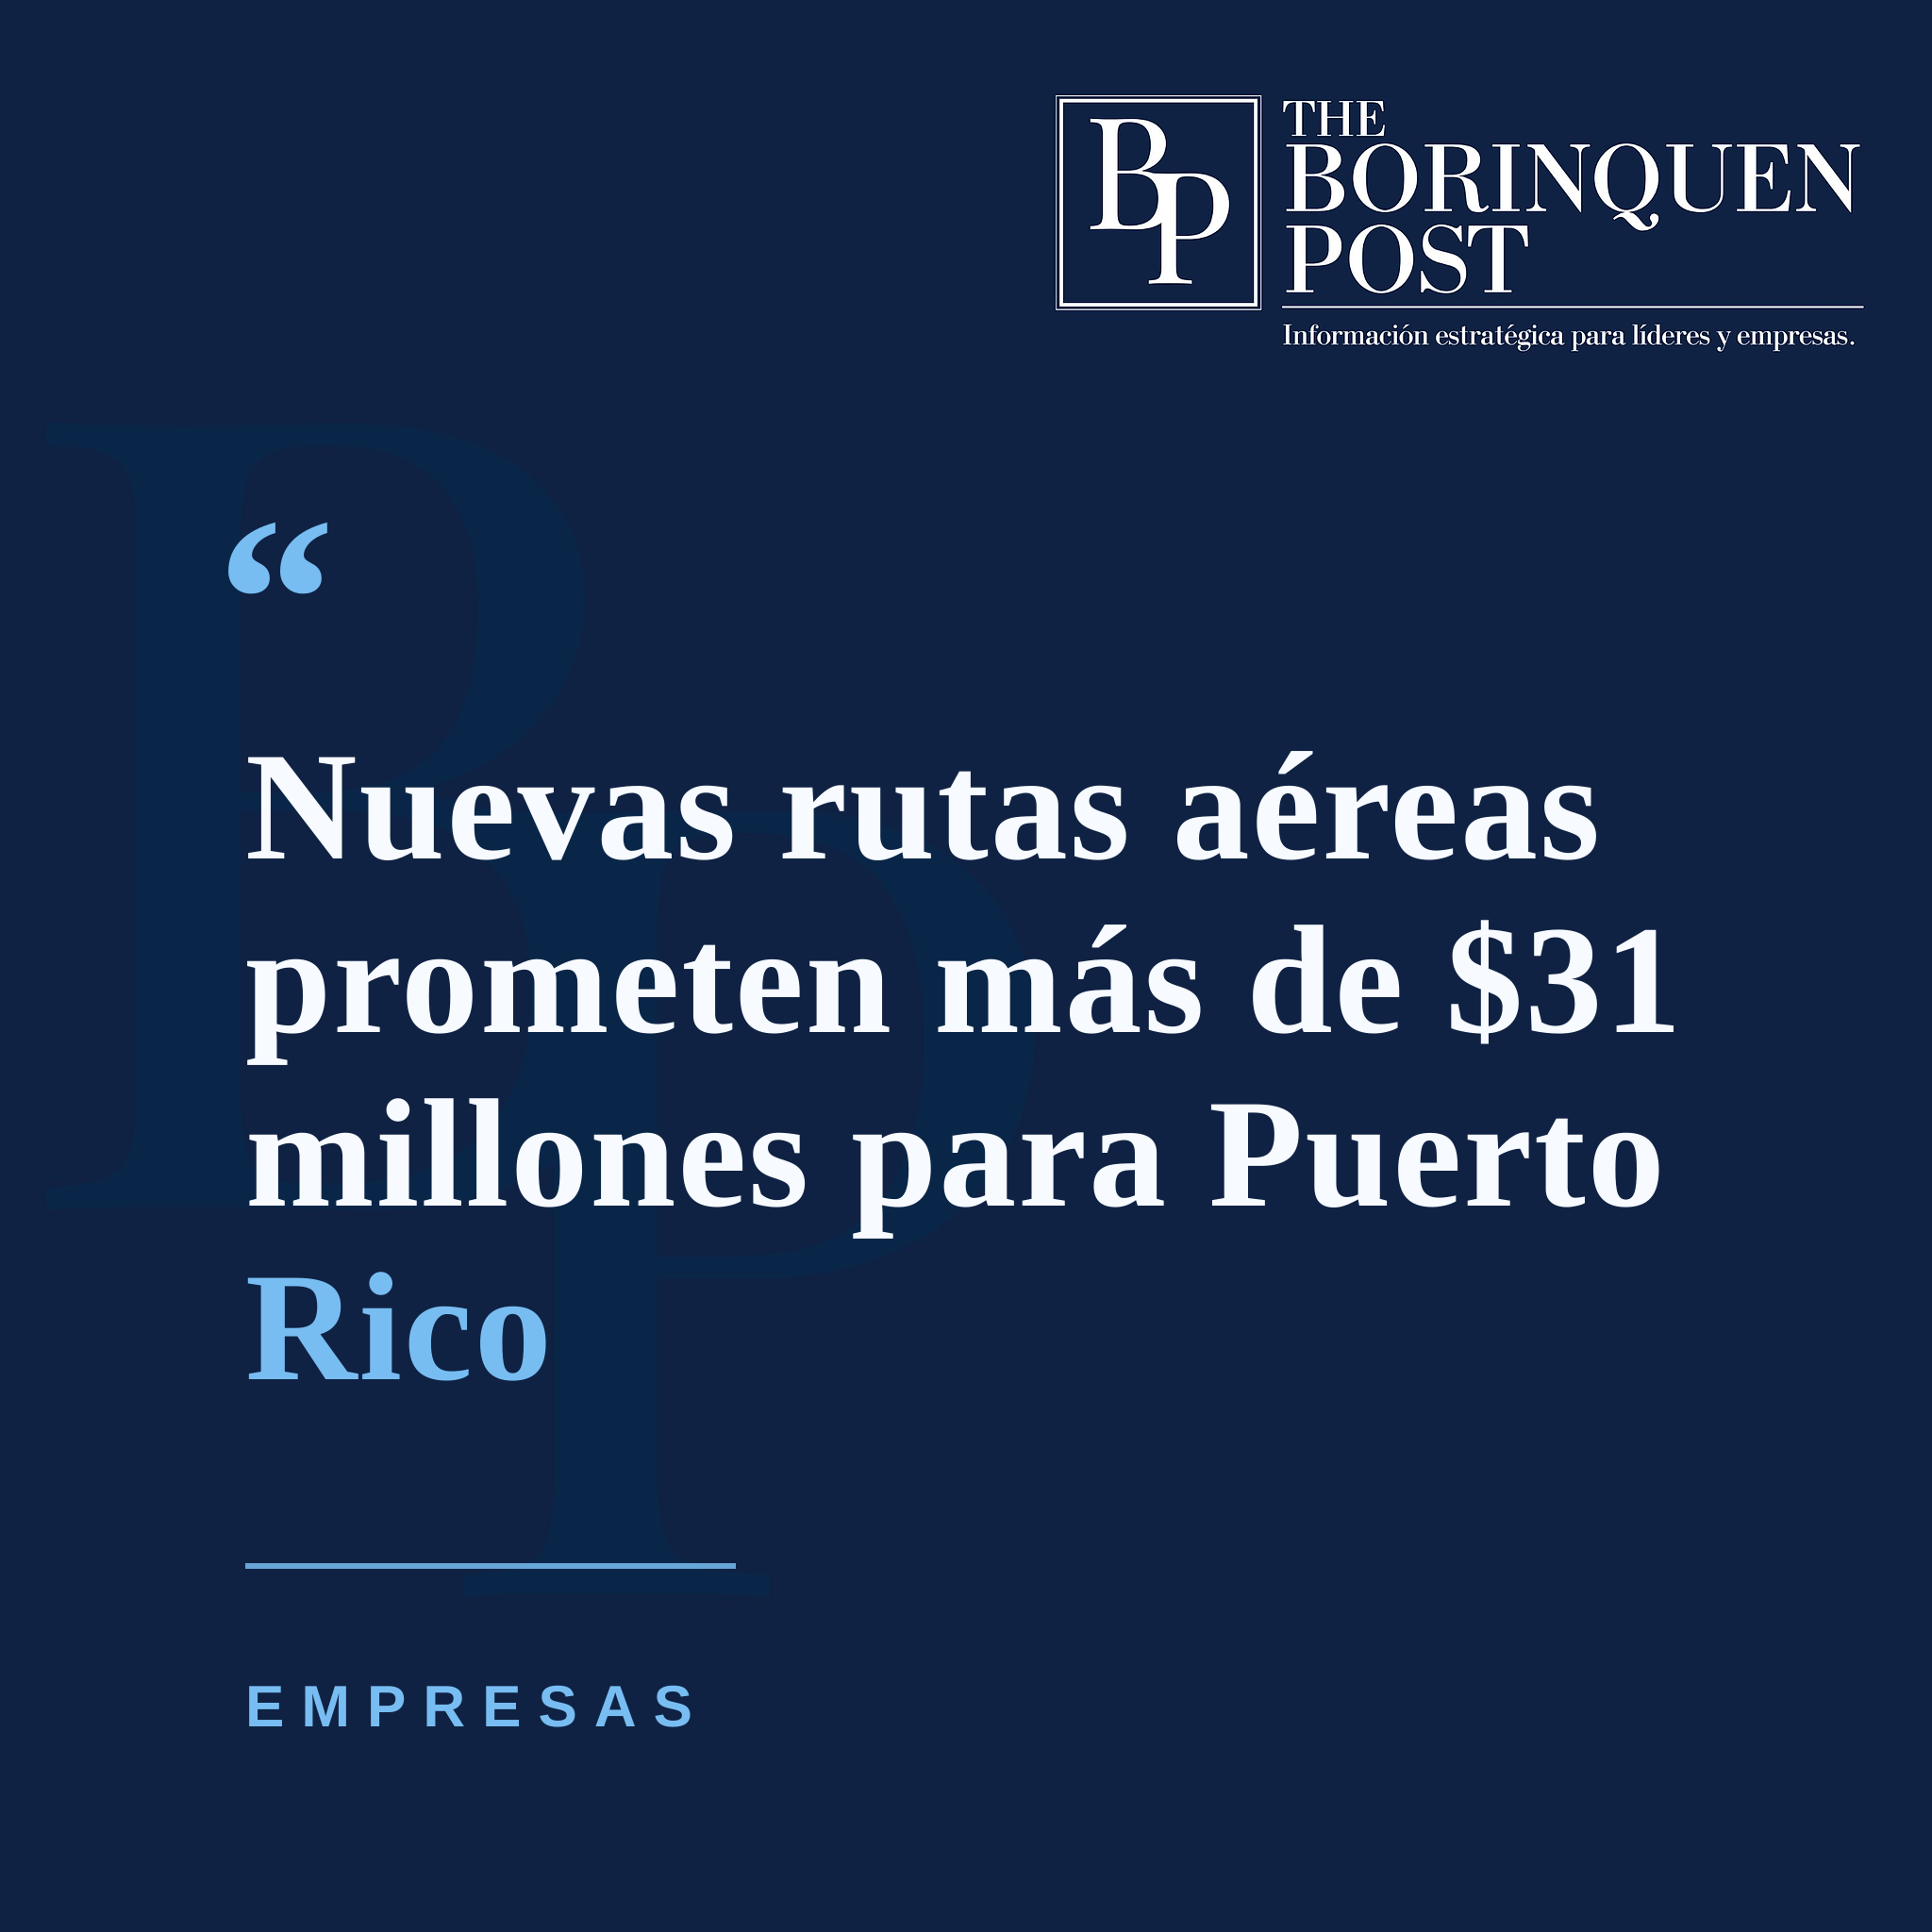 BP
THE
BORINQUEN
POST
Información estratégica para líderes y empresas.
“
Nuevas rutas aéreas
prometen más de $31
millones para Puerto
Rico
EMPRESAS